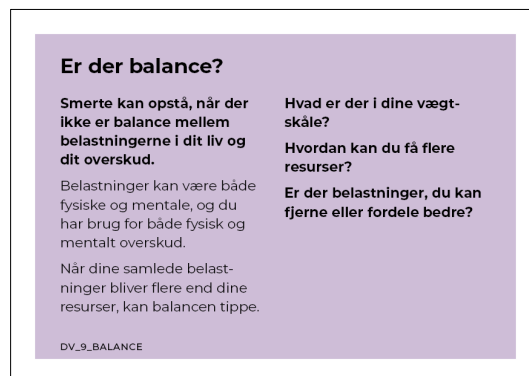 Er der balance?
Smerte kan opstå, når der
ikke er balance mellem
belastningerne i dit liv og
dit overskud.
Belastninger kan være både
fysiske og mentale, og du
har brug for både fysisk og
mentalt overskud.
Når dine samlede belast-
ninger bliver flere end dine
resurser, kan balancen tippe.
Hvad er der i dine vægt-
skåle?
Hvordan kan du få flere
resurser?
Er der belastninger, du kan
fjerne eller fordele bedre?
DV_9_BALANCE